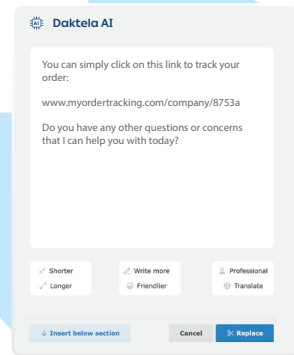 AI Daktela AI
You can simply click on this link to track your
order:
www.myordertracking.com/company/8753a
Do you have any other questions or concerns
that I can help you with today?
Shorter
Write more
Professional
Longer
Friendlier
Translate
Insert below section
Cancel
Replace